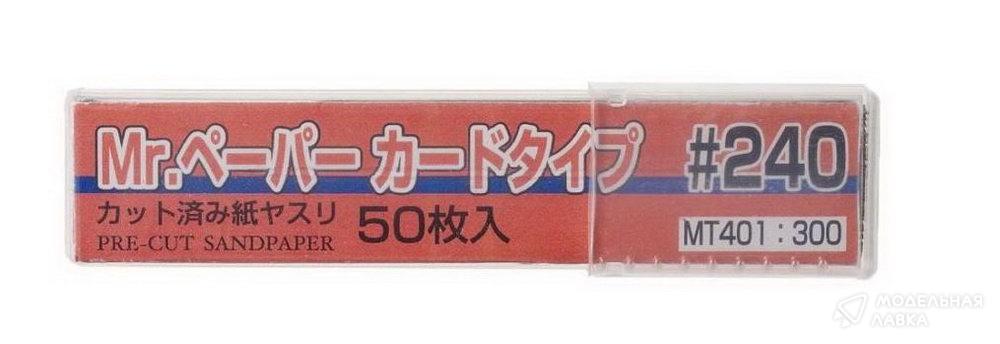 Mr.ペーパー カードタイプ #240
カット済み紙ヤスリ 50枚入
PRE-CUT SANDPAPER
MT401:300
МОДЕЛЬНАЯ
ЛАВКА